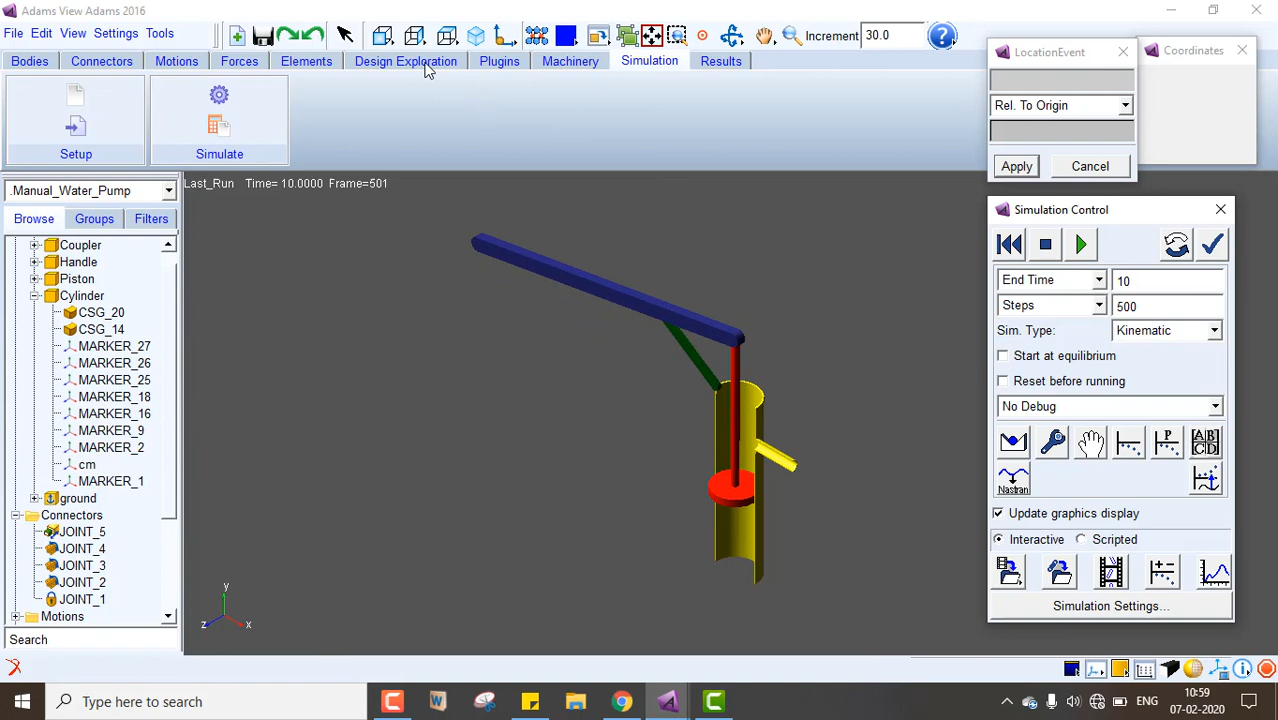 Adams View Adams 2016
File Edit View Settings Tools
Increment 30.0
Bodies Connectors Motions Forces Elements Design Exploration Plugins Machinery Simulation Results
Setup Simulate
LocationEvent
Rel. To Origin
Apply Cancel
Coordinates
.Manual_Water_Pump
Browse Groups Filters
Coupler
Handle
Piston
Cylinder
CSG_20
CSG_14
MARKER_27
MARKER_26
MARKER_25
MARKER_18
MARKER_16
MARKER_9
MARKER_2
cm
MARKER_1
ground
Connectors
JOINT_5
JOINT_4
JOINT_3
JOINT_2
JOINT_1
Motions
Search
Last_Run Time= 10.0000 Frame=501
y
z x
Simulation Control
End Time 10
Steps 500
Sim. Type: Kinematic
Start at equilibrium
Reset before running
No Debug
P
A B
C D
Nastran
Update graphics display
Interactive Scripted
Simulation Settings...
Type here to search
ENG
10:59
07-02-2020